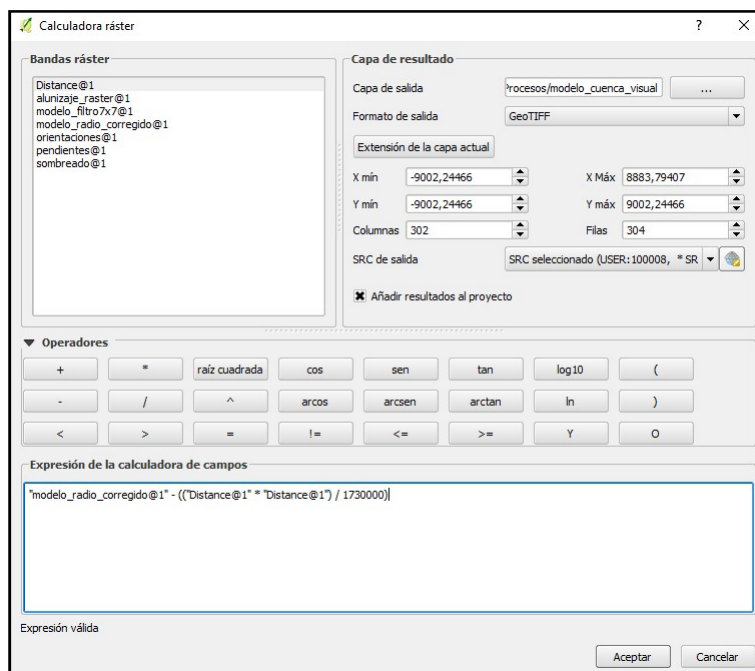 Calculadora ráster
?
Bandas ráster
Distance@1
alunizaje_raster@1
modelo_filtro7x7@1
modelo_radio_corregido@1
orientaciones@1
pendientes@1
sombreado@1
Capa de resultado
Capa de salida
Procesos/modelo_cuenca_visual
...
Formato de salida
GeoTIFF
Extensión de la capa actual
X mín
-9002,24466
X Máx
8883,79407
Y mín
-9002,24466
Y máx
9002,24466
Columnas
302
Filas
304
SRC de salida
SRC seleccionado (USER:100008, * SR
Añadir resultados al proyecto
Operadores
+ * raíz cuadrada cos sen tan log10 (
- / ^ arcos arcsen arctan ln )
< > = != <= >= Y O
Expresión de la calculadora de campos
"modelo_radio_corregido@1" - (("Distance@1" * "Distance@1") / 1730000)
Expresión válida
Aceptar
Cancelar